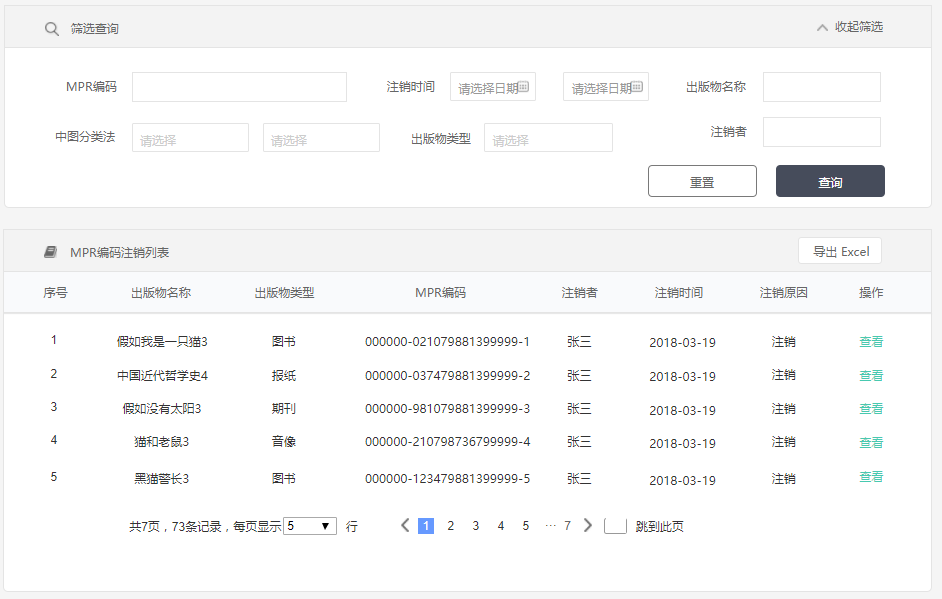 筛选查询 收起筛选
MPR编码 注销时间 请选择日期 请选择日期 出版物名称
中图分类法 请选择 请选择 出版物类型 请选择 注销者
重置 查询
MPR编码注销列表 导出 Excel
序号 出版物名称 出版物类型 MPR编码 注销者 注销时间 注销原因 操作
1 假如我是一只猫3 图书 000000-021079881399999-1 张三 2018-03-19 注销 查看
2 中国近代哲学史4 报纸 000000-037479881399999-2 张三 2018-03-19 注销 查看
3 假如没有太阳3 期刊 000000-981079881399999-3 张三 2018-03-19 注销 查看
4 猫和老鼠3 音像 000000-210798736799999-4 张三 2018-03-19 注销 查看
5 黑猫警长3 图书 000000-123479881399999-5 张三 2018-03-19 注销 查看
共7页，73条记录，每页显示 5 行 1 2 3 4 5 ··· 7 跳到此页